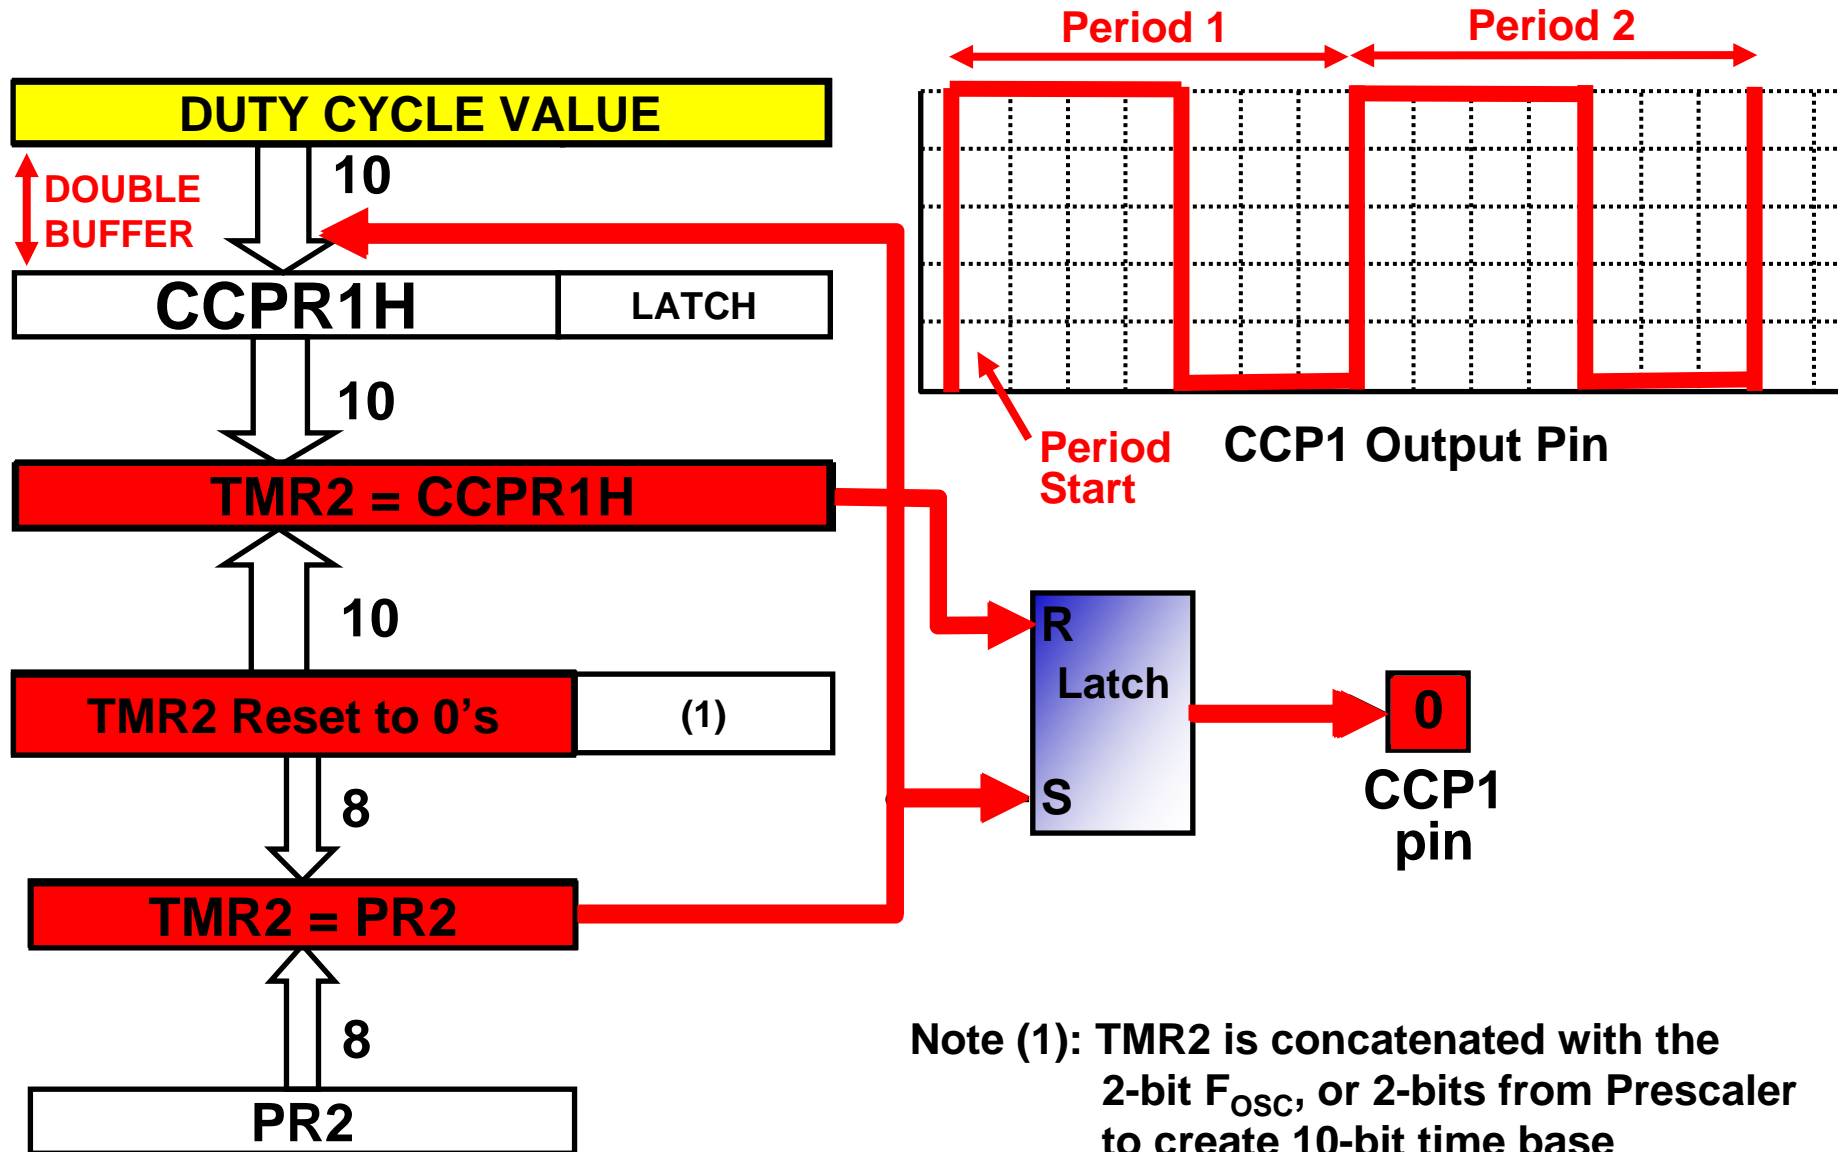 Period 1
Period 2
DUTY CYCLE VALUE
10
DOUBLE
BUFFER
CCPR1H
LATCH
10
Period
Start
CCP1 Output Pin
TMR2 = CCPR1H
10
R
Latch
S
TMR2 Reset to 0’s
(1)
0
CCP1
pin
8
TMR2 = PR2
8
PR2
Note (1): TMR2 is concatenated with the
2-bit FOSC, or 2-bits from Prescaler
to create 10-bit time base